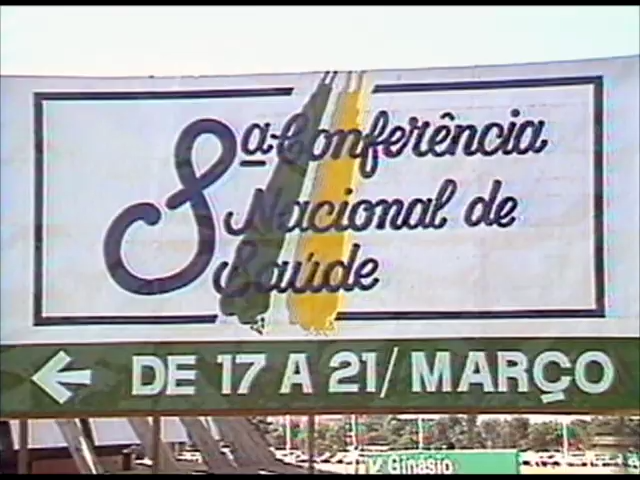 8ª Conferência
Nacional de
Saúde
DE 17 A 21/ MARÇO
Ginásio